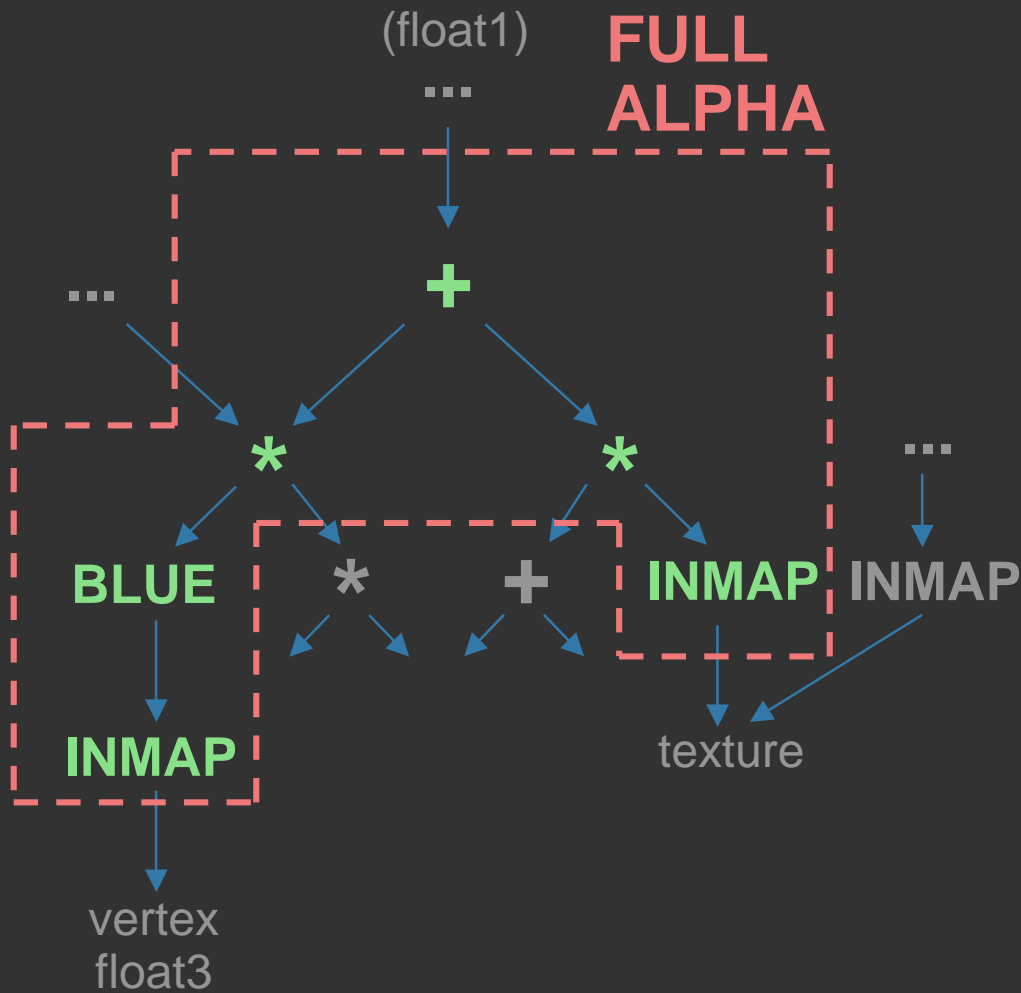 (float1)
FULL
ALPHA
...
... +
* * ...
BLUE * + INMAP INMAP
INMAP texture
vertex
float3